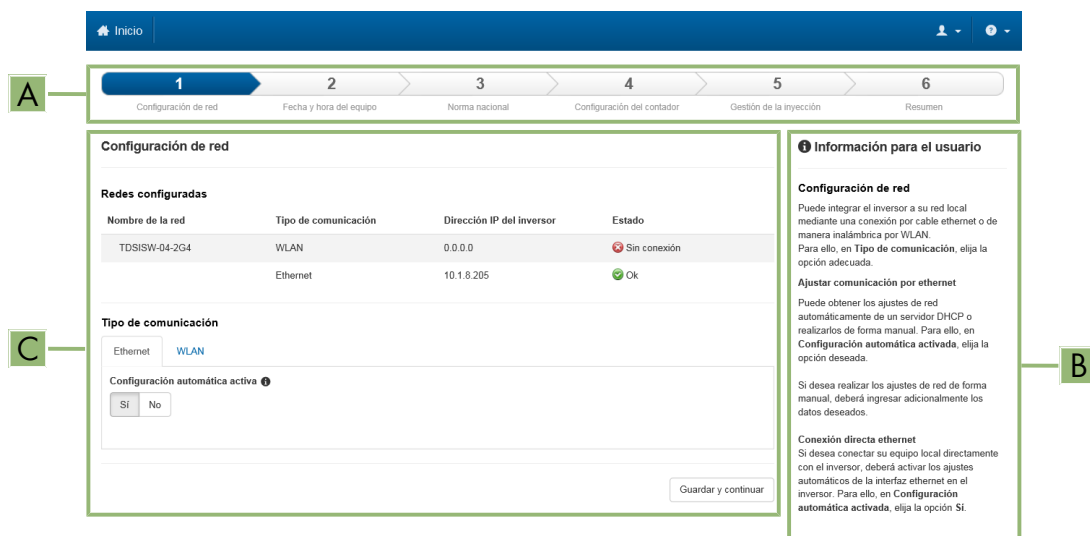 Inicio
A
1 2 3 4 5 6
Configuración de red Fecha y hora del equipo Norma nacional Configuración del contador Gestión de la inyección Resumen
Configuración de red
Redes configuradas
Nombre de la red Tipo de comunicación Dirección IP del inversor Estado
TDSISW-04-2G4 WLAN 0.0.0.0 Sin conexión
Ethernet 10.1.8.205 Ok
C
Tipo de comunicación
Ethernet WLAN
Configuración automática activa
Sí No
Guardar y continuar
Información para el usuario
Configuración de red
Puede integrar el inversor a su red local
mediante una conexión por cable ethernet o de
manera inalámbrica por WLAN.
Para ello, en Tipo de comunicación, elija la
opción adecuada.
Ajustar comunicación por ethernet
Puede obtener los ajustes de red
automáticamente de un servidor DHCP o
realizarlos de forma manual. Para ello, en
Configuración automática activada, elija la
opción deseada.
Si desea realizar los ajustes de red de forma
manual, deberá ingresar adicionalmente los
datos deseados.
Conexión directa ethernet
Si desea conectar su equipo local directamente
con el inversor, deberá activar los ajustes
automáticos de la interfaz ethernet en el
inversor. Para ello, en Configuración
automática activada, elija la opción Sí.
B